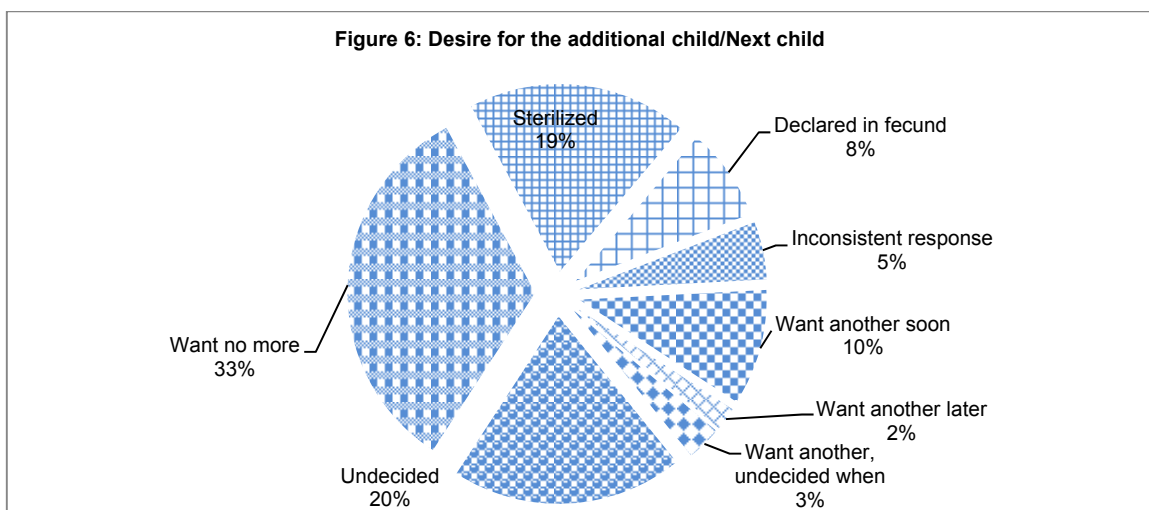 Figure 6: Desire for the additional child/Next child
Sterilized
19%
Declared in fecund
8%
Inconsistent response
5%
Want another soon
10%
Want another later
2%
Want another,
undecided when
3%
Undecided
20%
Want no more
33%